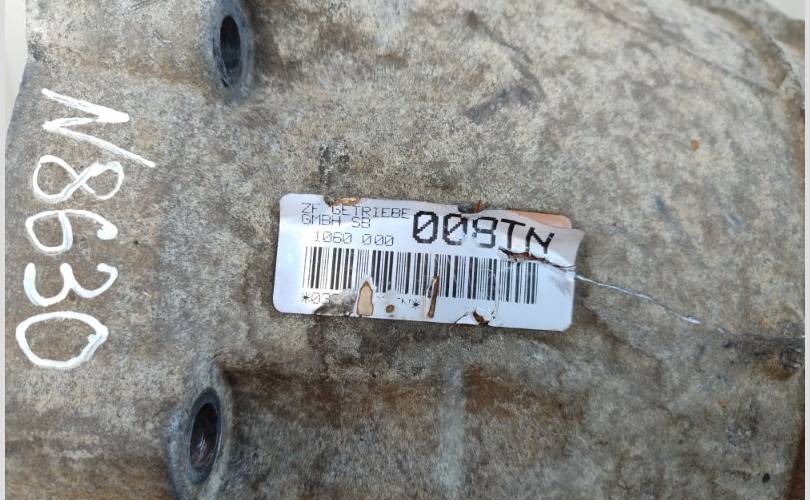 N8630
ZF GETRIEBE
GMBH SB
008TN
1060 000